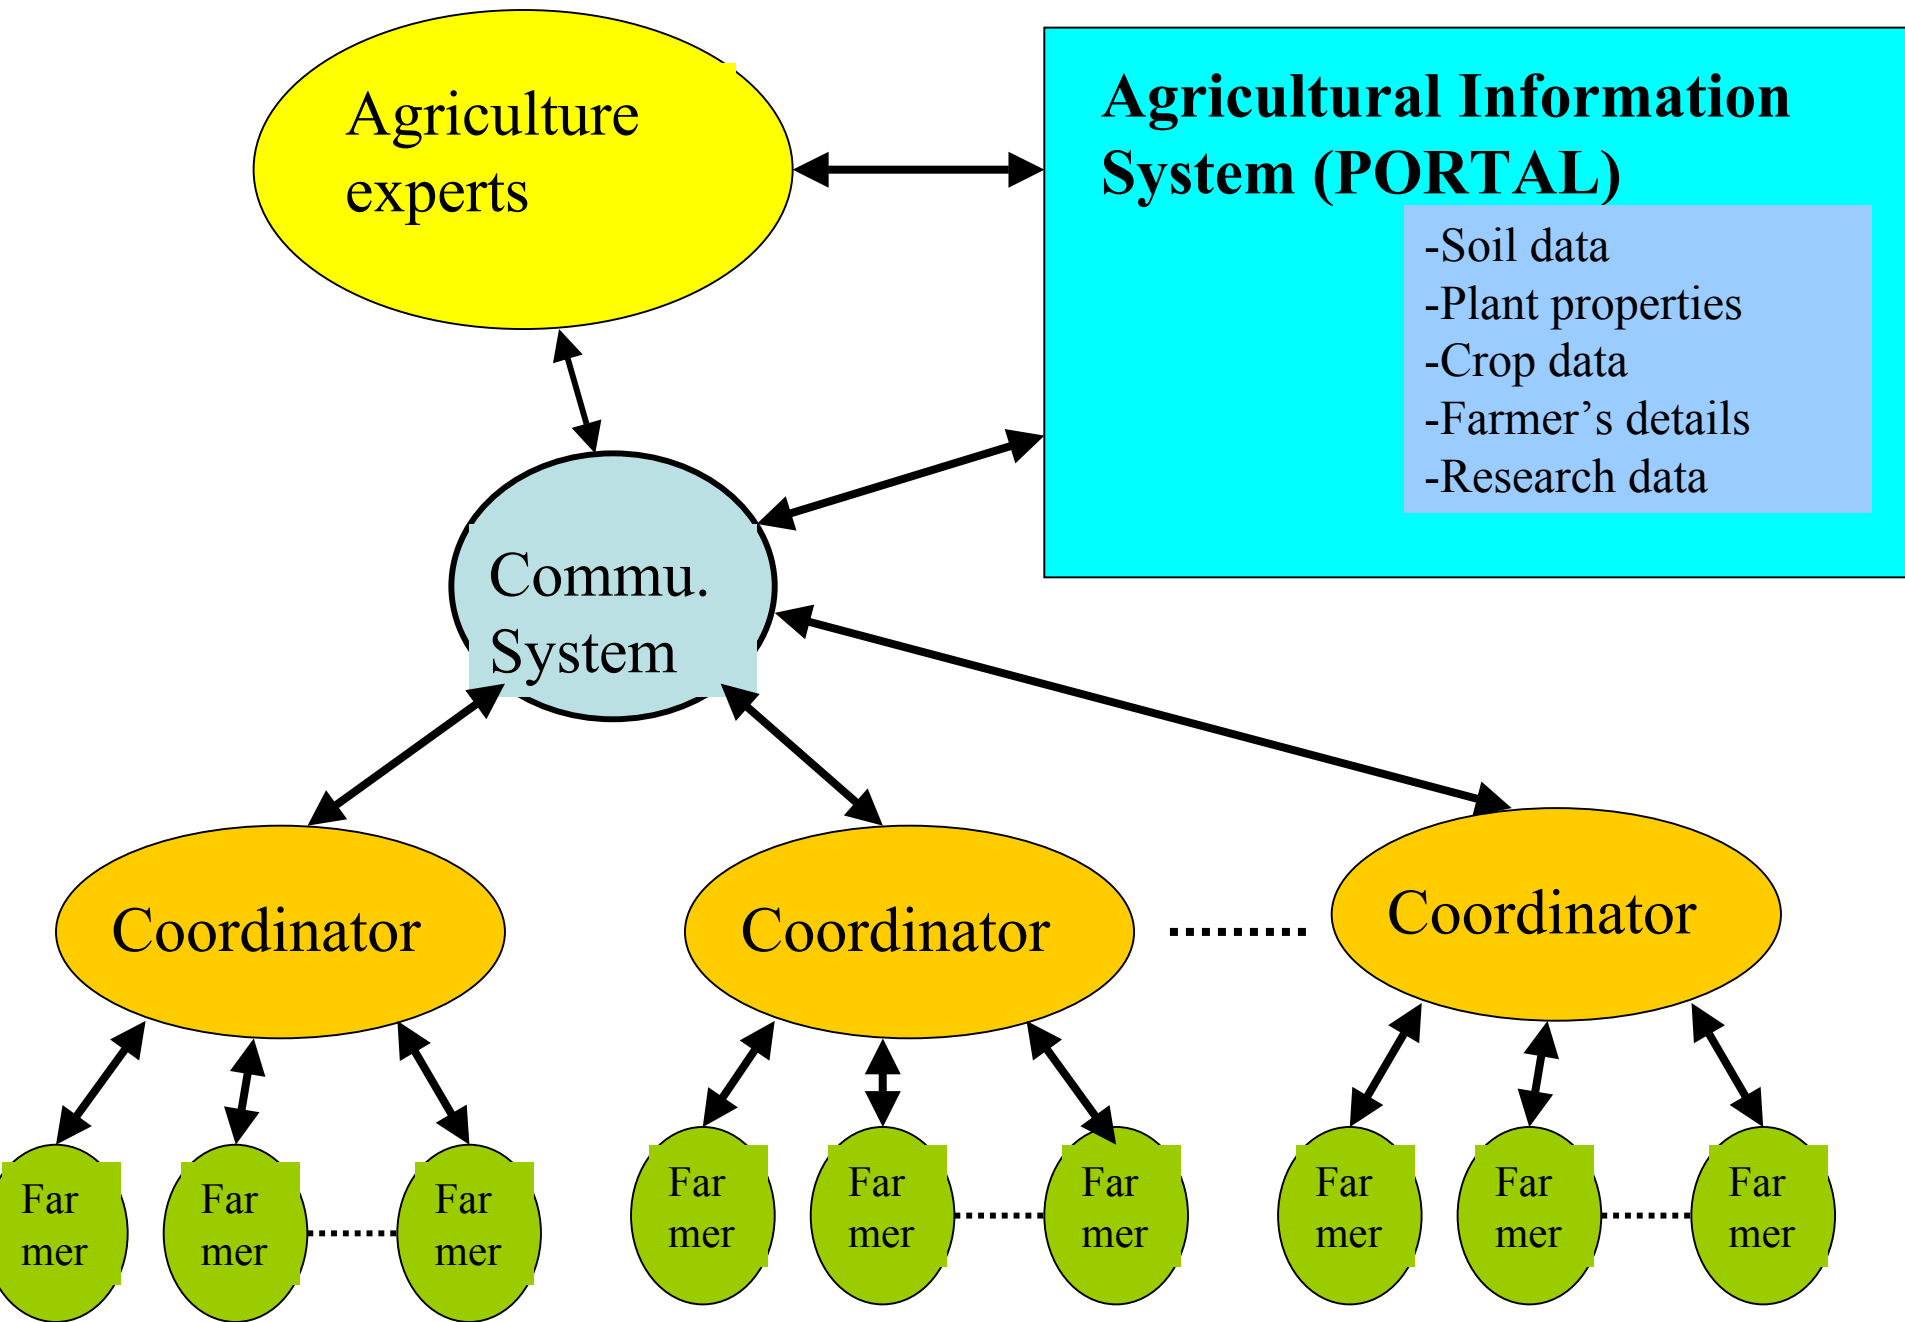 Agriculture
experts
Agricultural Information
System (PORTAL)
-Soil data
-Plant properties
-Crop data
-Farmer’s details
-Research data
Commu.
System
Coordinator
Coordinator
Coordinator
Far
mer
Far
mer
Far
mer
Far
mer
Far
mer
Far
mer
Far
mer
Far
mer
Far
mer